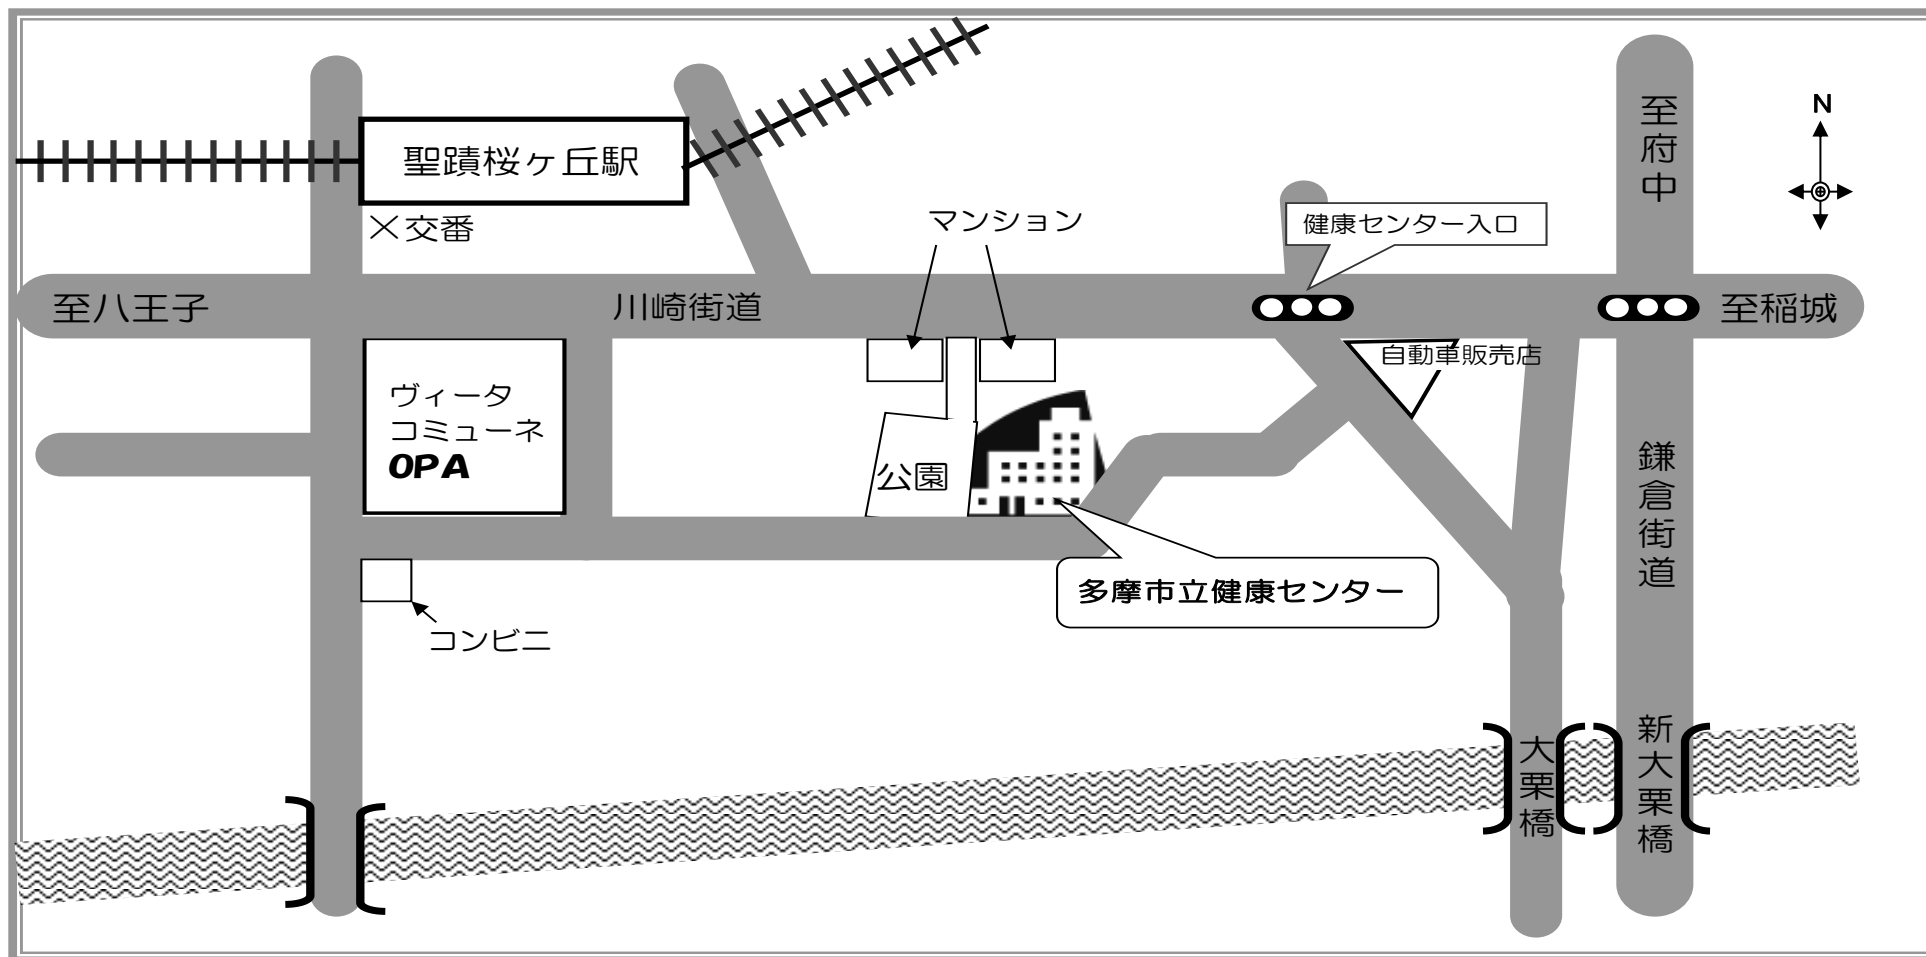 N
至府中
聖蹟桜ヶ丘駅
×交番
マンション
健康センター入口
至八王子
川崎街道
至稲城
自動車販売店
ヴィータ
コミューネ
OPA
公園
鎌倉街道
多摩市立健康センター
コンビニ
大栗橋
新大栗橋